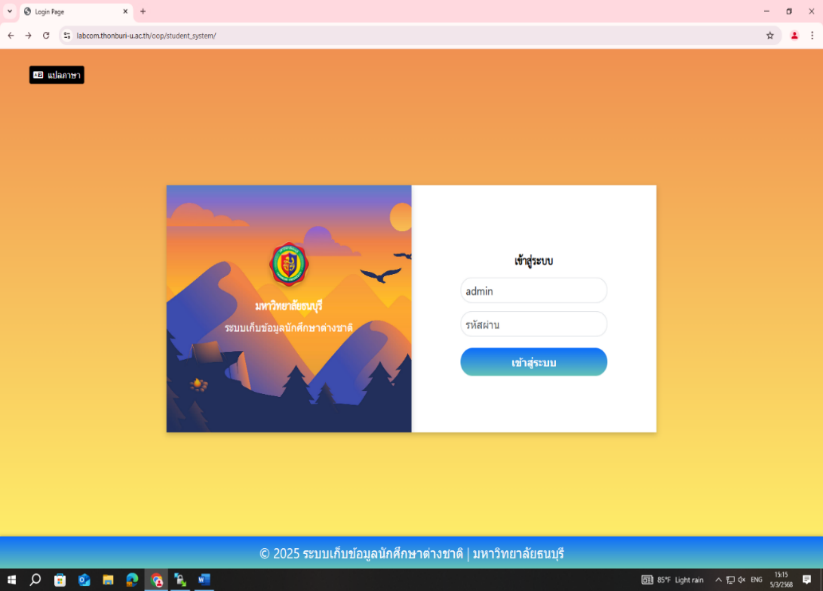 Login Page
labcom.thonburi-u.ac.th/oop/student_system/
แปลภาษา
มหาวิทยาลัยธนบุรี
ระบบเก็บข้อมูลนักศึกษาต่างชาติ
เข้าสู่ระบบ
admin
รหัสผ่าน
เข้าสู่ระบบ
© 2025 ระบบเก็บข้อมูลนักศึกษาต่างชาติ | มหาวิทยาลัยธนบุรี
85°F Light rain
ENG
15:15
5/3/2568